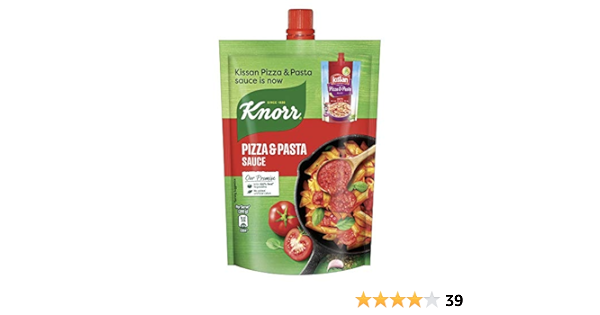 Kissan Pizza & Pasta
sauce is now
Kissan
Pizza & Pasta
SINCE 1838
Knorr
PIZZA & PASTA
SAUCE
Our Promise
39